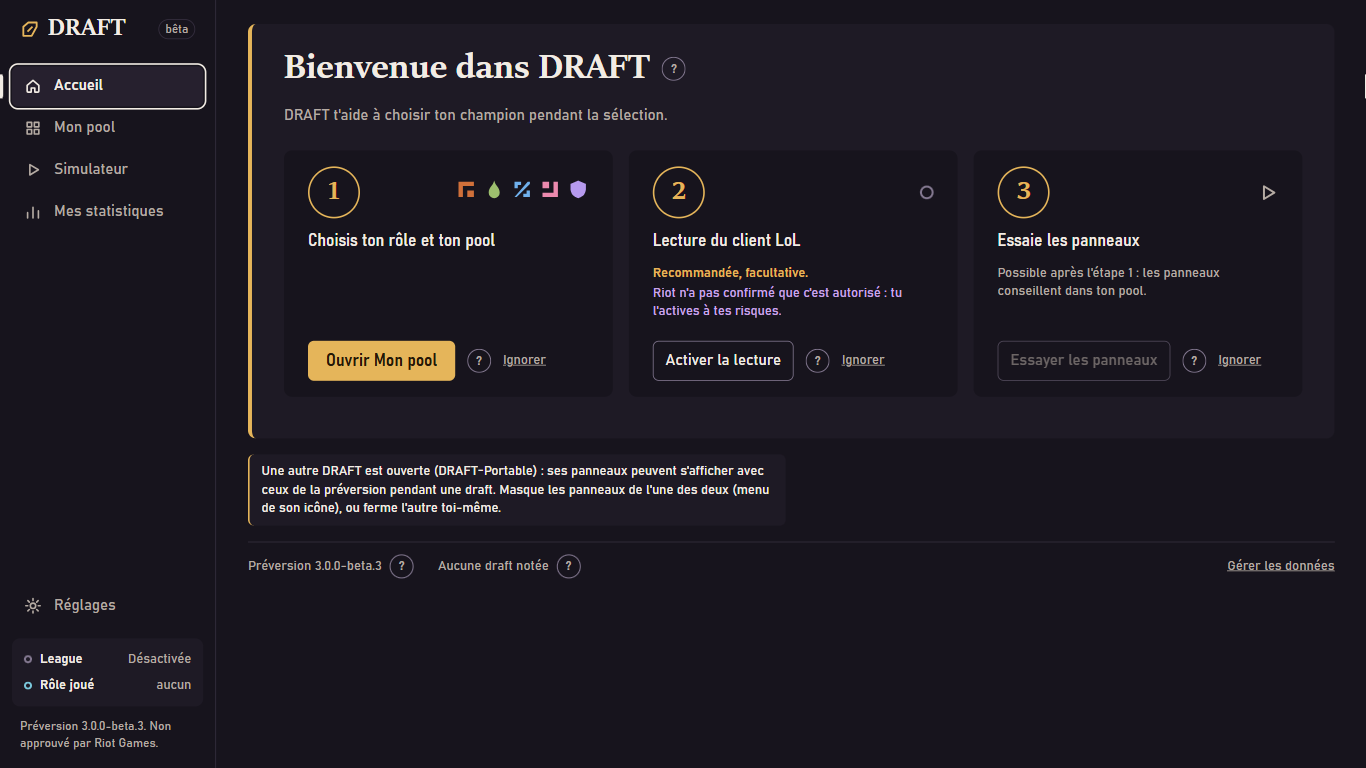 DRAFT
bêta
Accueil
Mon pool
Simulateur
Mes statistiques
Réglages
League Désactivée
Rôle joué aucun
Préversion 3.0.0-beta.3. Non
approuvé par Riot Games.
Bienvenue dans DRAFT ?
DRAFT t'aide à choisir ton champion pendant la sélection.
1
Choisis ton rôle et ton pool
Ouvrir Mon pool ? Ignorer
2
Lecture du client LoL
Recommandée, facultative.
Riot n'a pas confirmé que c'est autorisé : tu
l'actives à tes risques.
Activer la lecture ? Ignorer
3
Essaie les panneaux
Possible après l'étape 1 : les panneaux
conseillent dans ton pool.
Essayer les panneaux ? Ignorer
Une autre DRAFT est ouverte (DRAFT-Portable) : ses panneaux peuvent s'afficher avec
ceux de la préversion pendant une draft. Masque les panneaux de l'une des deux (menu
de son icône), ou ferme l'autre toi-même.
Préversion 3.0.0-beta.3 ? Aucune draft notée ? Gérer les données